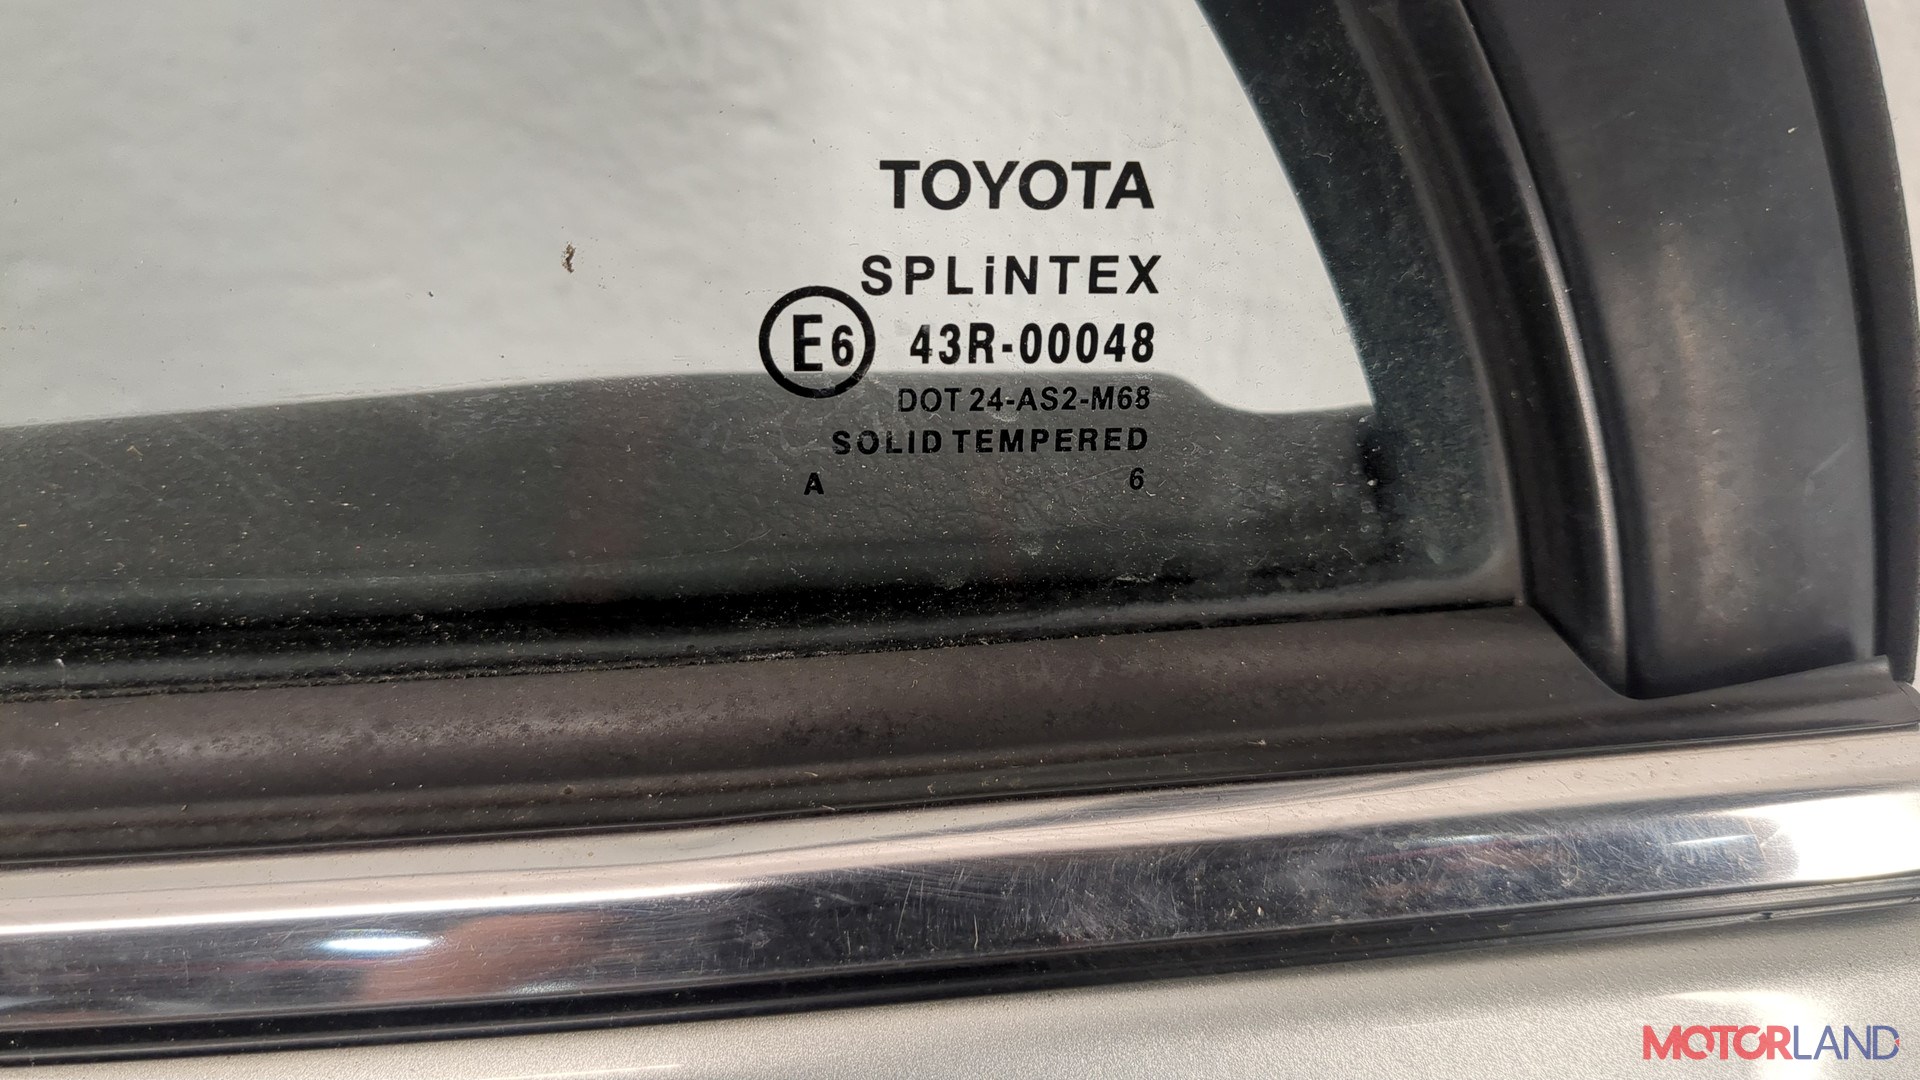 TOYOTA
SPLiNTEX
E6 43R-00048
DOT 24-AS2-M68
SOLID TEMPERED
A 6
MOTORLAND